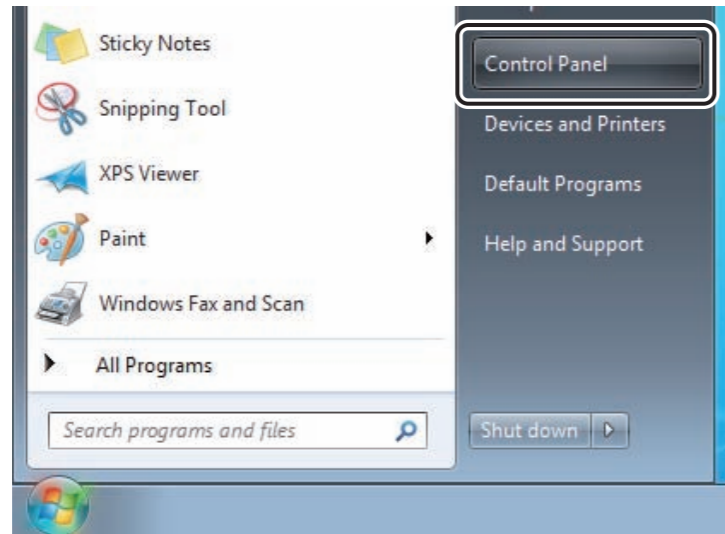 Sticky Notes
Snipping Tool
XPS Viewer
Paint
Windows Fax and Scan
All Programs
Search programs and files
Control Panel
Devices and Printers
Default Programs
Help and Support
Shut down